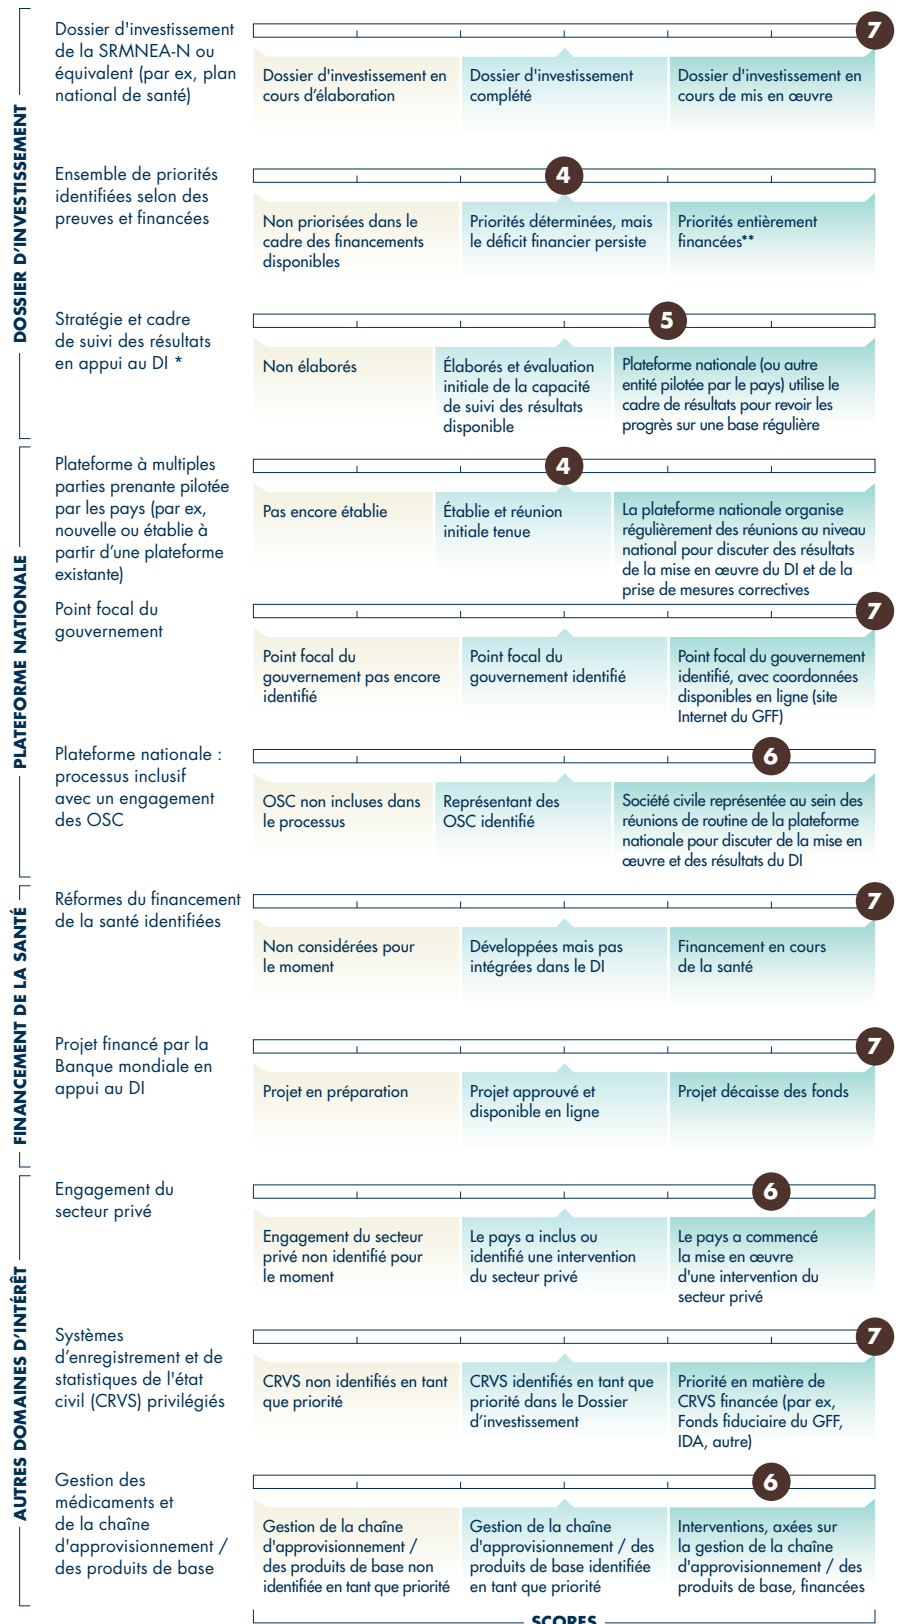 DOSSIER D'INVESTISSEMENT
Dossier d'investissement
de la SRMNEA-N ou
équivalent (par ex, plan
national de santé)
7
Dossier d'investissement en
cours d'élaboration
Dossier d'investissement
complété
Dossier d'investissement en
cours de mis en œuvre
Ensemble de priorités
identifiées selon des
preuves et financées
4
Non priorisées dans le
cadre des financements
disponibles
Priorités déterminées, mais
le déficit financier persiste
Priorités entièrement
financées**
Stratégie et cadre
de suivi des résultats
en appui au DI *
5
Non élaborés
Élaborés et évaluation
initiale de la capacité
de suivi des résultats
disponible
Plateforme nationale (ou autre
entité pilotée par le pays) utilise le
cadre de résultats pour revoir les
progrès sur une base régulière
PLATEFORME NATIONALE
Plateforme à multiples
parties prenante pilotée
par les pays (par ex,
nouvelle ou établie à
partir d'une plateforme
existante)
4
Pas encore établie
Établie et réunion
initiale tenue
La plateforme nationale organise
régulièrement des réunions au niveau
national pour discuter des résultats
de la mise en œuvre du DI et de la
prise de mesures correctives
Point focal du
gouvernement
7
Point focal du
gouvernement pas encore
identifié
Point focal du
gouvernement identifié
Point focal du gouvernement
identifié, avec coordonnées
disponibles en ligne (site
Internet du GFF)
Plateforme nationale :
processus inclusif
avec un engagement
des OSC
6
OSC non incluses dans
le processus
Représentant des
OSC identifié
Société civile représentée au sein des
réunions de routine de la plateforme
nationale pour discuter de la mise en
œuvre et des résultats du DI
FINANCEMENT DE LA SANTÉ
Réformes du financement
de la santé identifiées
7
Non considérées pour
le moment
Développées mais pas
intégrées dans le DI
Financement en cours
de la santé
Projet financé par la
Banque mondiale en
appui au DI
7
Projet en préparation
Projet approuvé et
disponible en ligne
Projet décaisse des fonds
AUTRES DOMAINES D'INTÉRÊT
Engagement du
secteur privé
6
Engagement du secteur
privé non identifié pour
le moment
Le pays a inclus ou
identifié une intervention
du secteur privé
Le pays a commencé
la mise en œuvre
d'une intervention du
secteur privé
Systèmes
d'enregistrement et de
statistiques de l'état
civil (CRVS) privilégiés
7
CRVS non identifiés en tant
que priorité
CRVS identifiés en tant que
priorité dans le Dossier
d'investissement
Priorité en matière de
CRVS financée (par ex,
Fonds fiduciaire du GFF,
IDA, autre)
Gestion des
médicaments et
de la chaîne
d'approvisionnement /
des produits de base
6
Gestion de la chaîne
d'approvisionnement /
des produits de base non
identifiée en tant que priorité
Gestion de la chaîne
d'approvisionnement / des
produits de base identifiée
en tant que priorité
Interventions, axées sur
la gestion de la chaîne
d'approvisionnement / des
produits de base, financées
SCORES